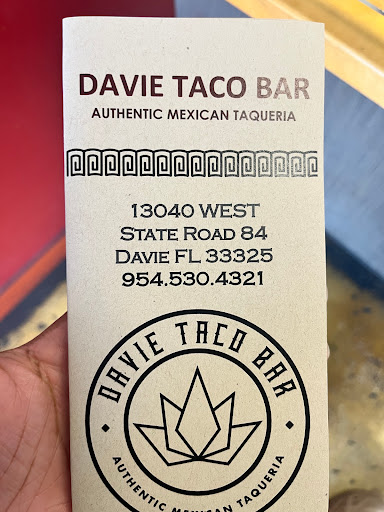 DAVIE TACO BAR
AUTHENTIC MEXICAN TAQUERIA
13040 WEST
STATE ROAD 84
DAVIE FL 33325
954.530.4321
DAVIE TACO BAR
AUTHENTIC MEXICAN TAQUERIA